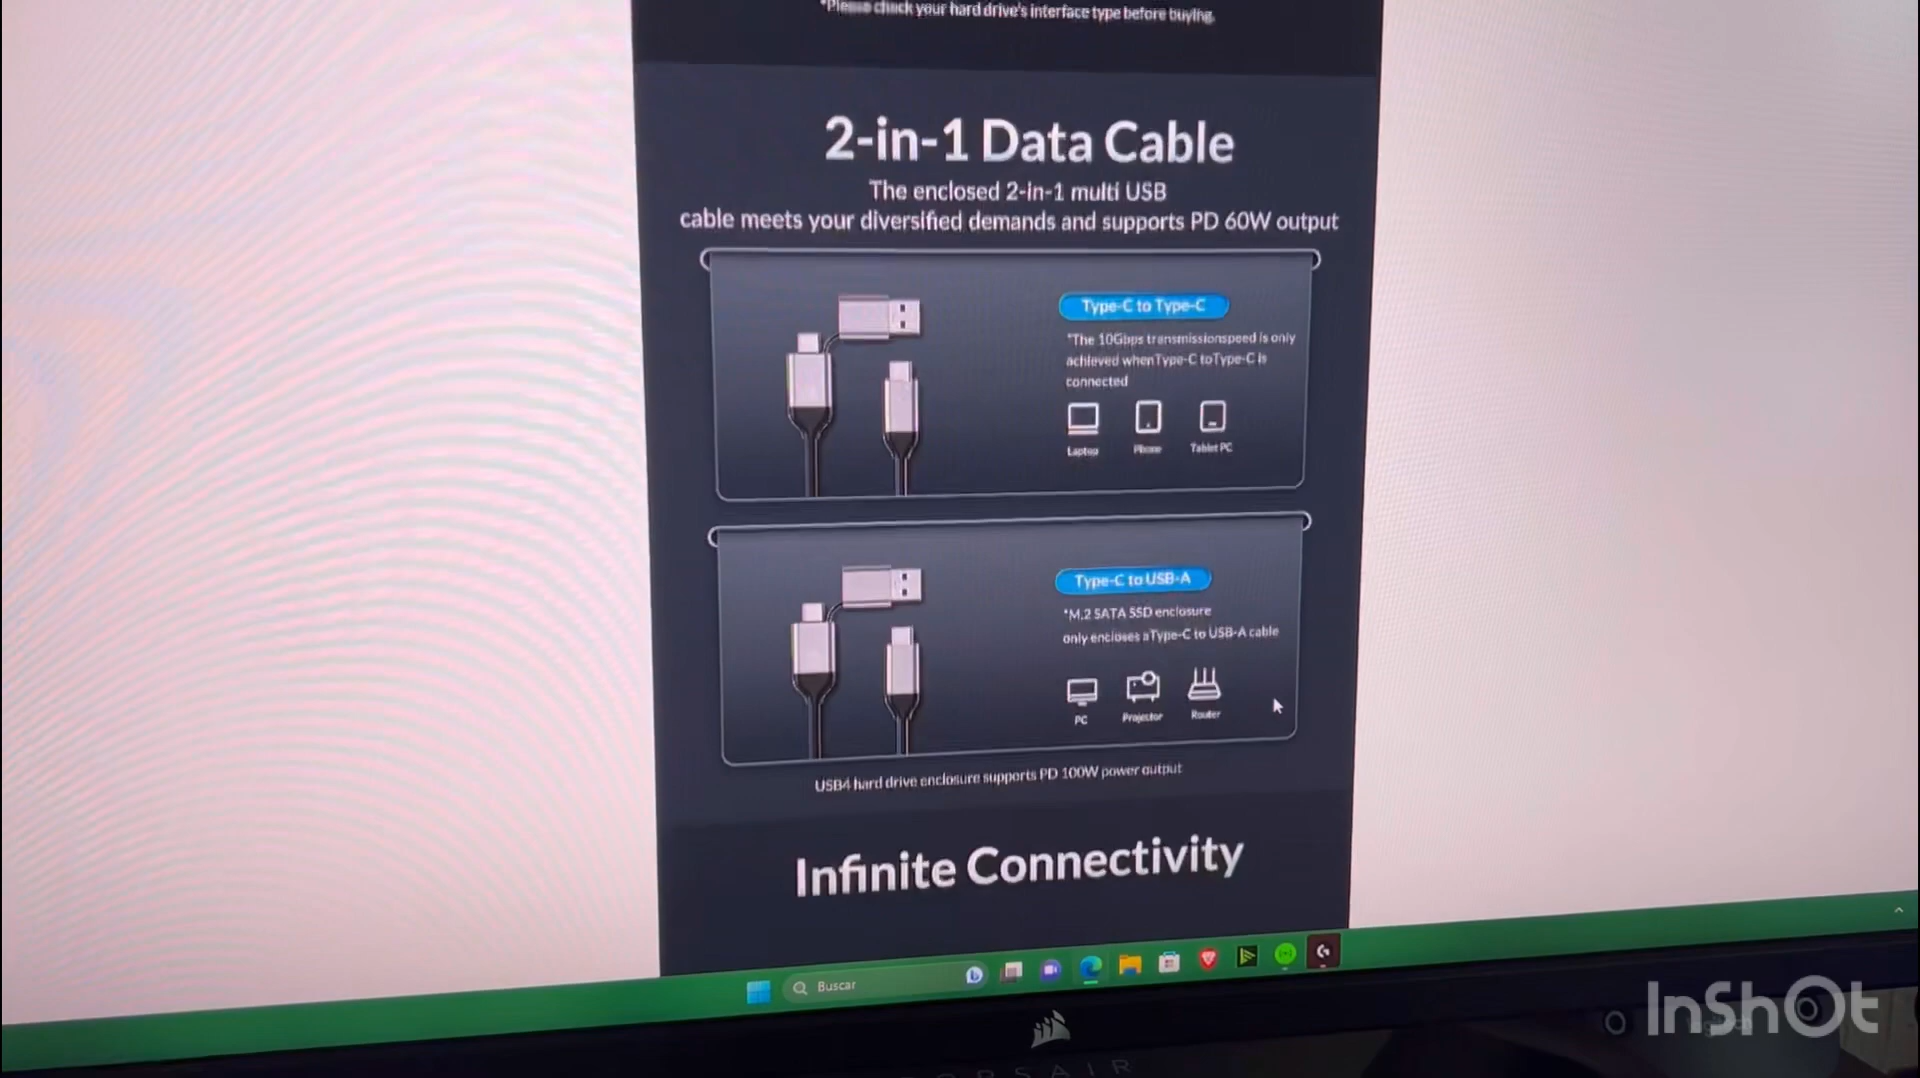 *Please check your hard drive's interface type before buying.
2-in-1 Data Cable
The enclosed 2-in-1 multi USB
cable meets your diversified demands and supports PD 60W output
Type-C to Type-C
*The 10Gbps transmissionspeed is only
achieved whenType-C toType-C is
connected
Laptop
Phone
Tablet PC
Type-C to USB-A
*M.2 SATA SSD enclosure
only encloses aType-C to USB-A cable
PC
Projector
Router
USB4 hard drive enclosure supports PD 100W power output
Infinite Connectivity
Buscar
InShOt